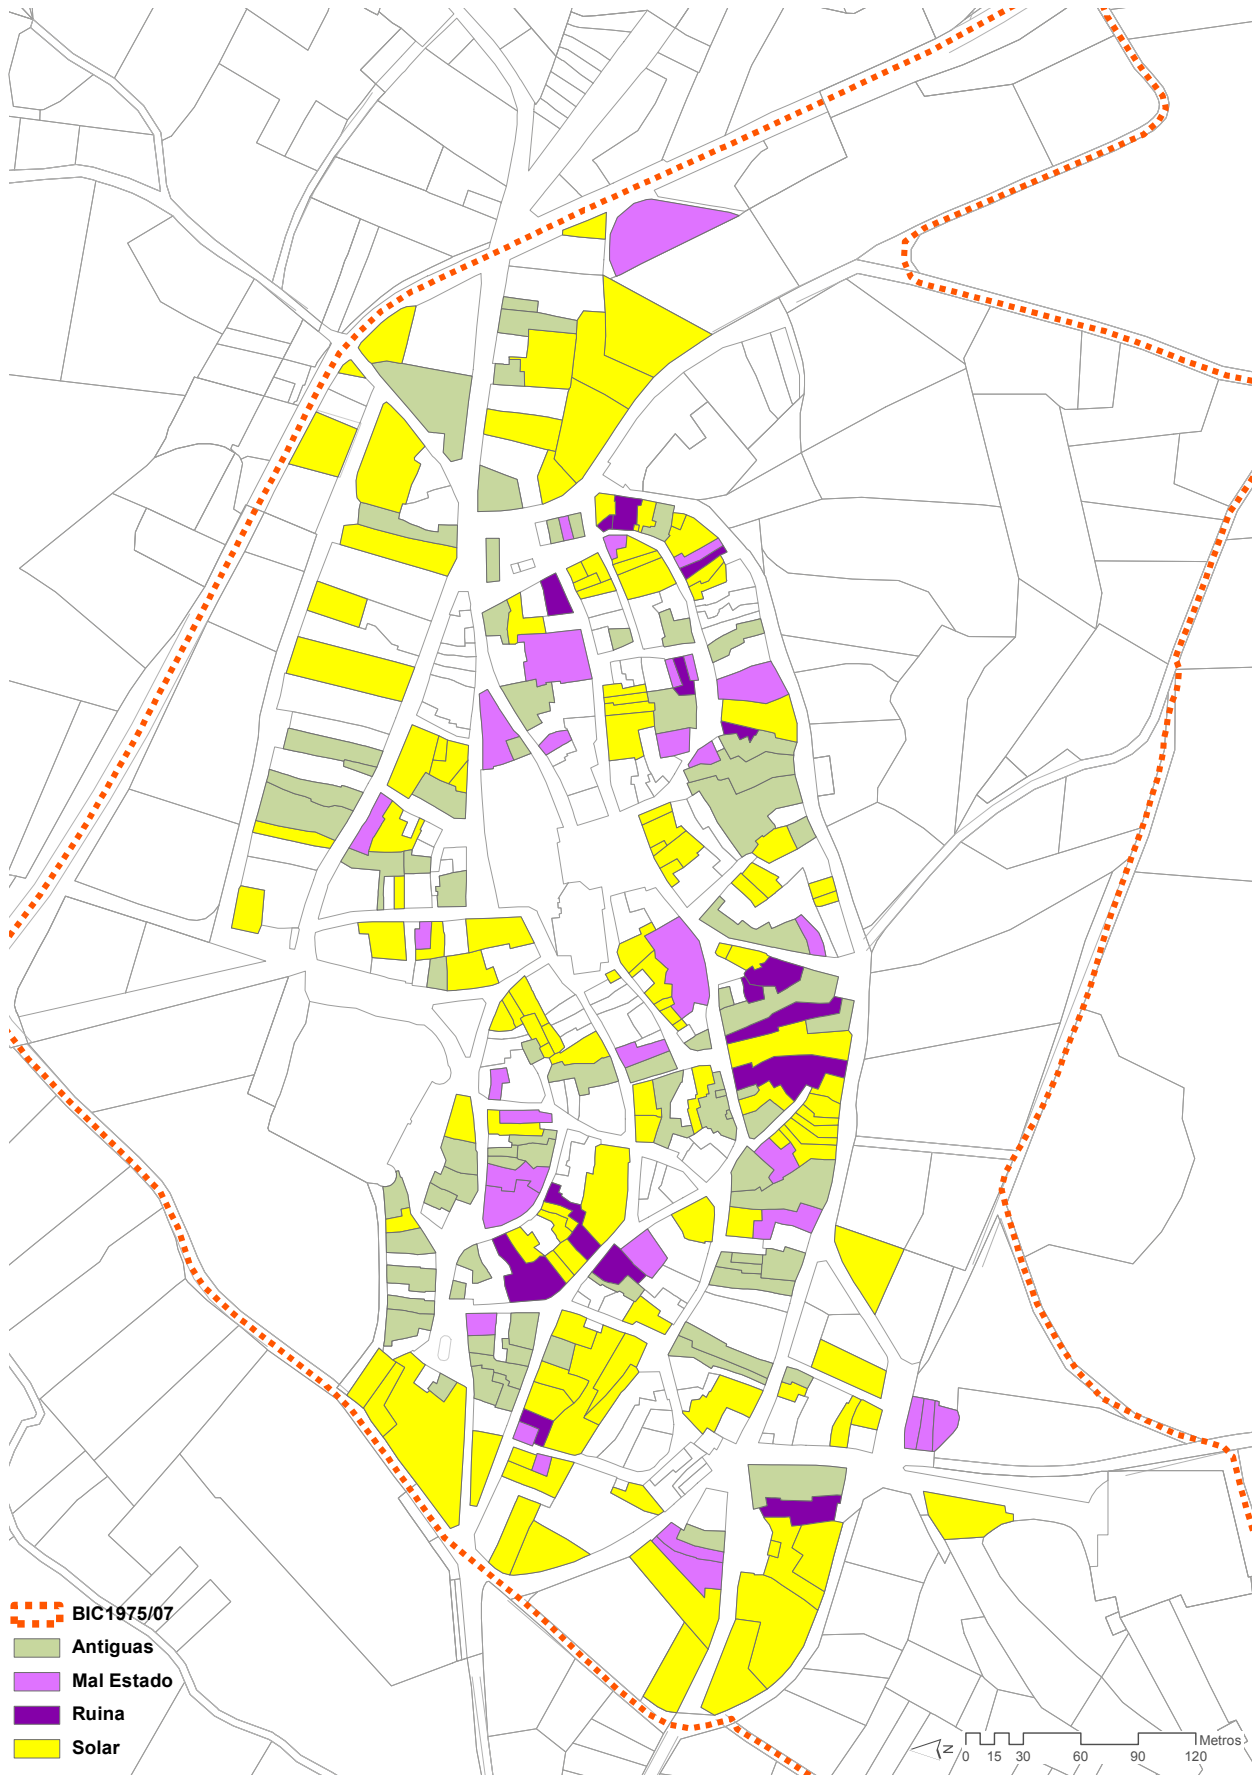 BIC1975/07
Antiguas
Mal Estado
Ruina
Solar
N
Metros
0 15 30 60 90 120